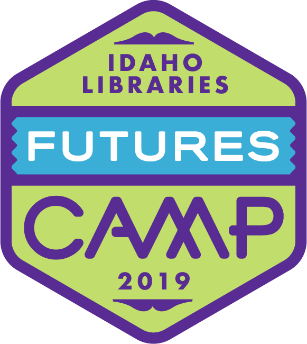 IDAHO
LIBRARIES
FUTURES
CAMP
2019